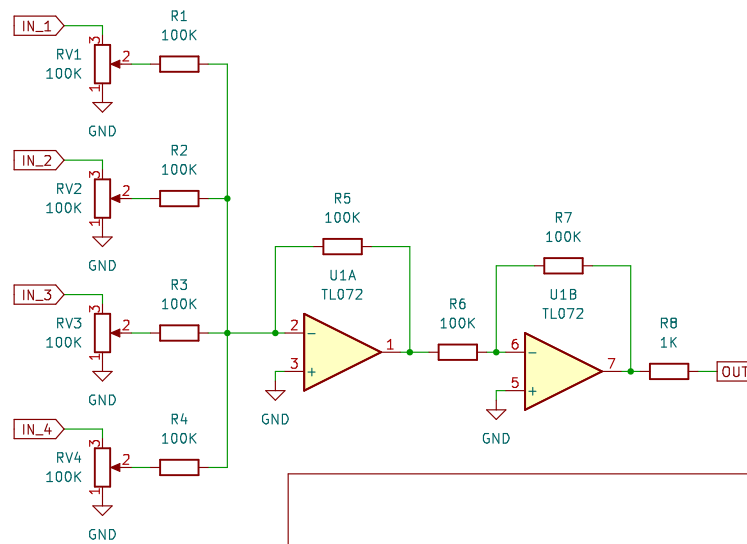 IN_1
R1
100K
3
RV1
100K
2
1
GND
IN_2
R2
100K
3
RV2
100K
2
1
GND
R5
100K
R7
100K
IN_3
R3
100K
U1A
TL072
U1B
TL072
3
RV3
100K
2
1
GND
2
3
1
GND
R6
100K
6
5
7
GND
R8
1K
OUT
IN_4
R4
100K
3
RV4
100K
2
1
GND